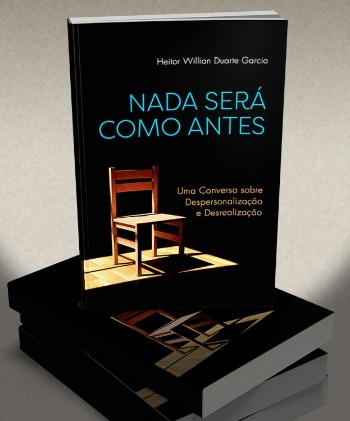 Heitor Willian Duarte Garcia
NADA SERÁ
COMO ANTES
Uma Conversa sobre
Despersonalização
e Desrealização